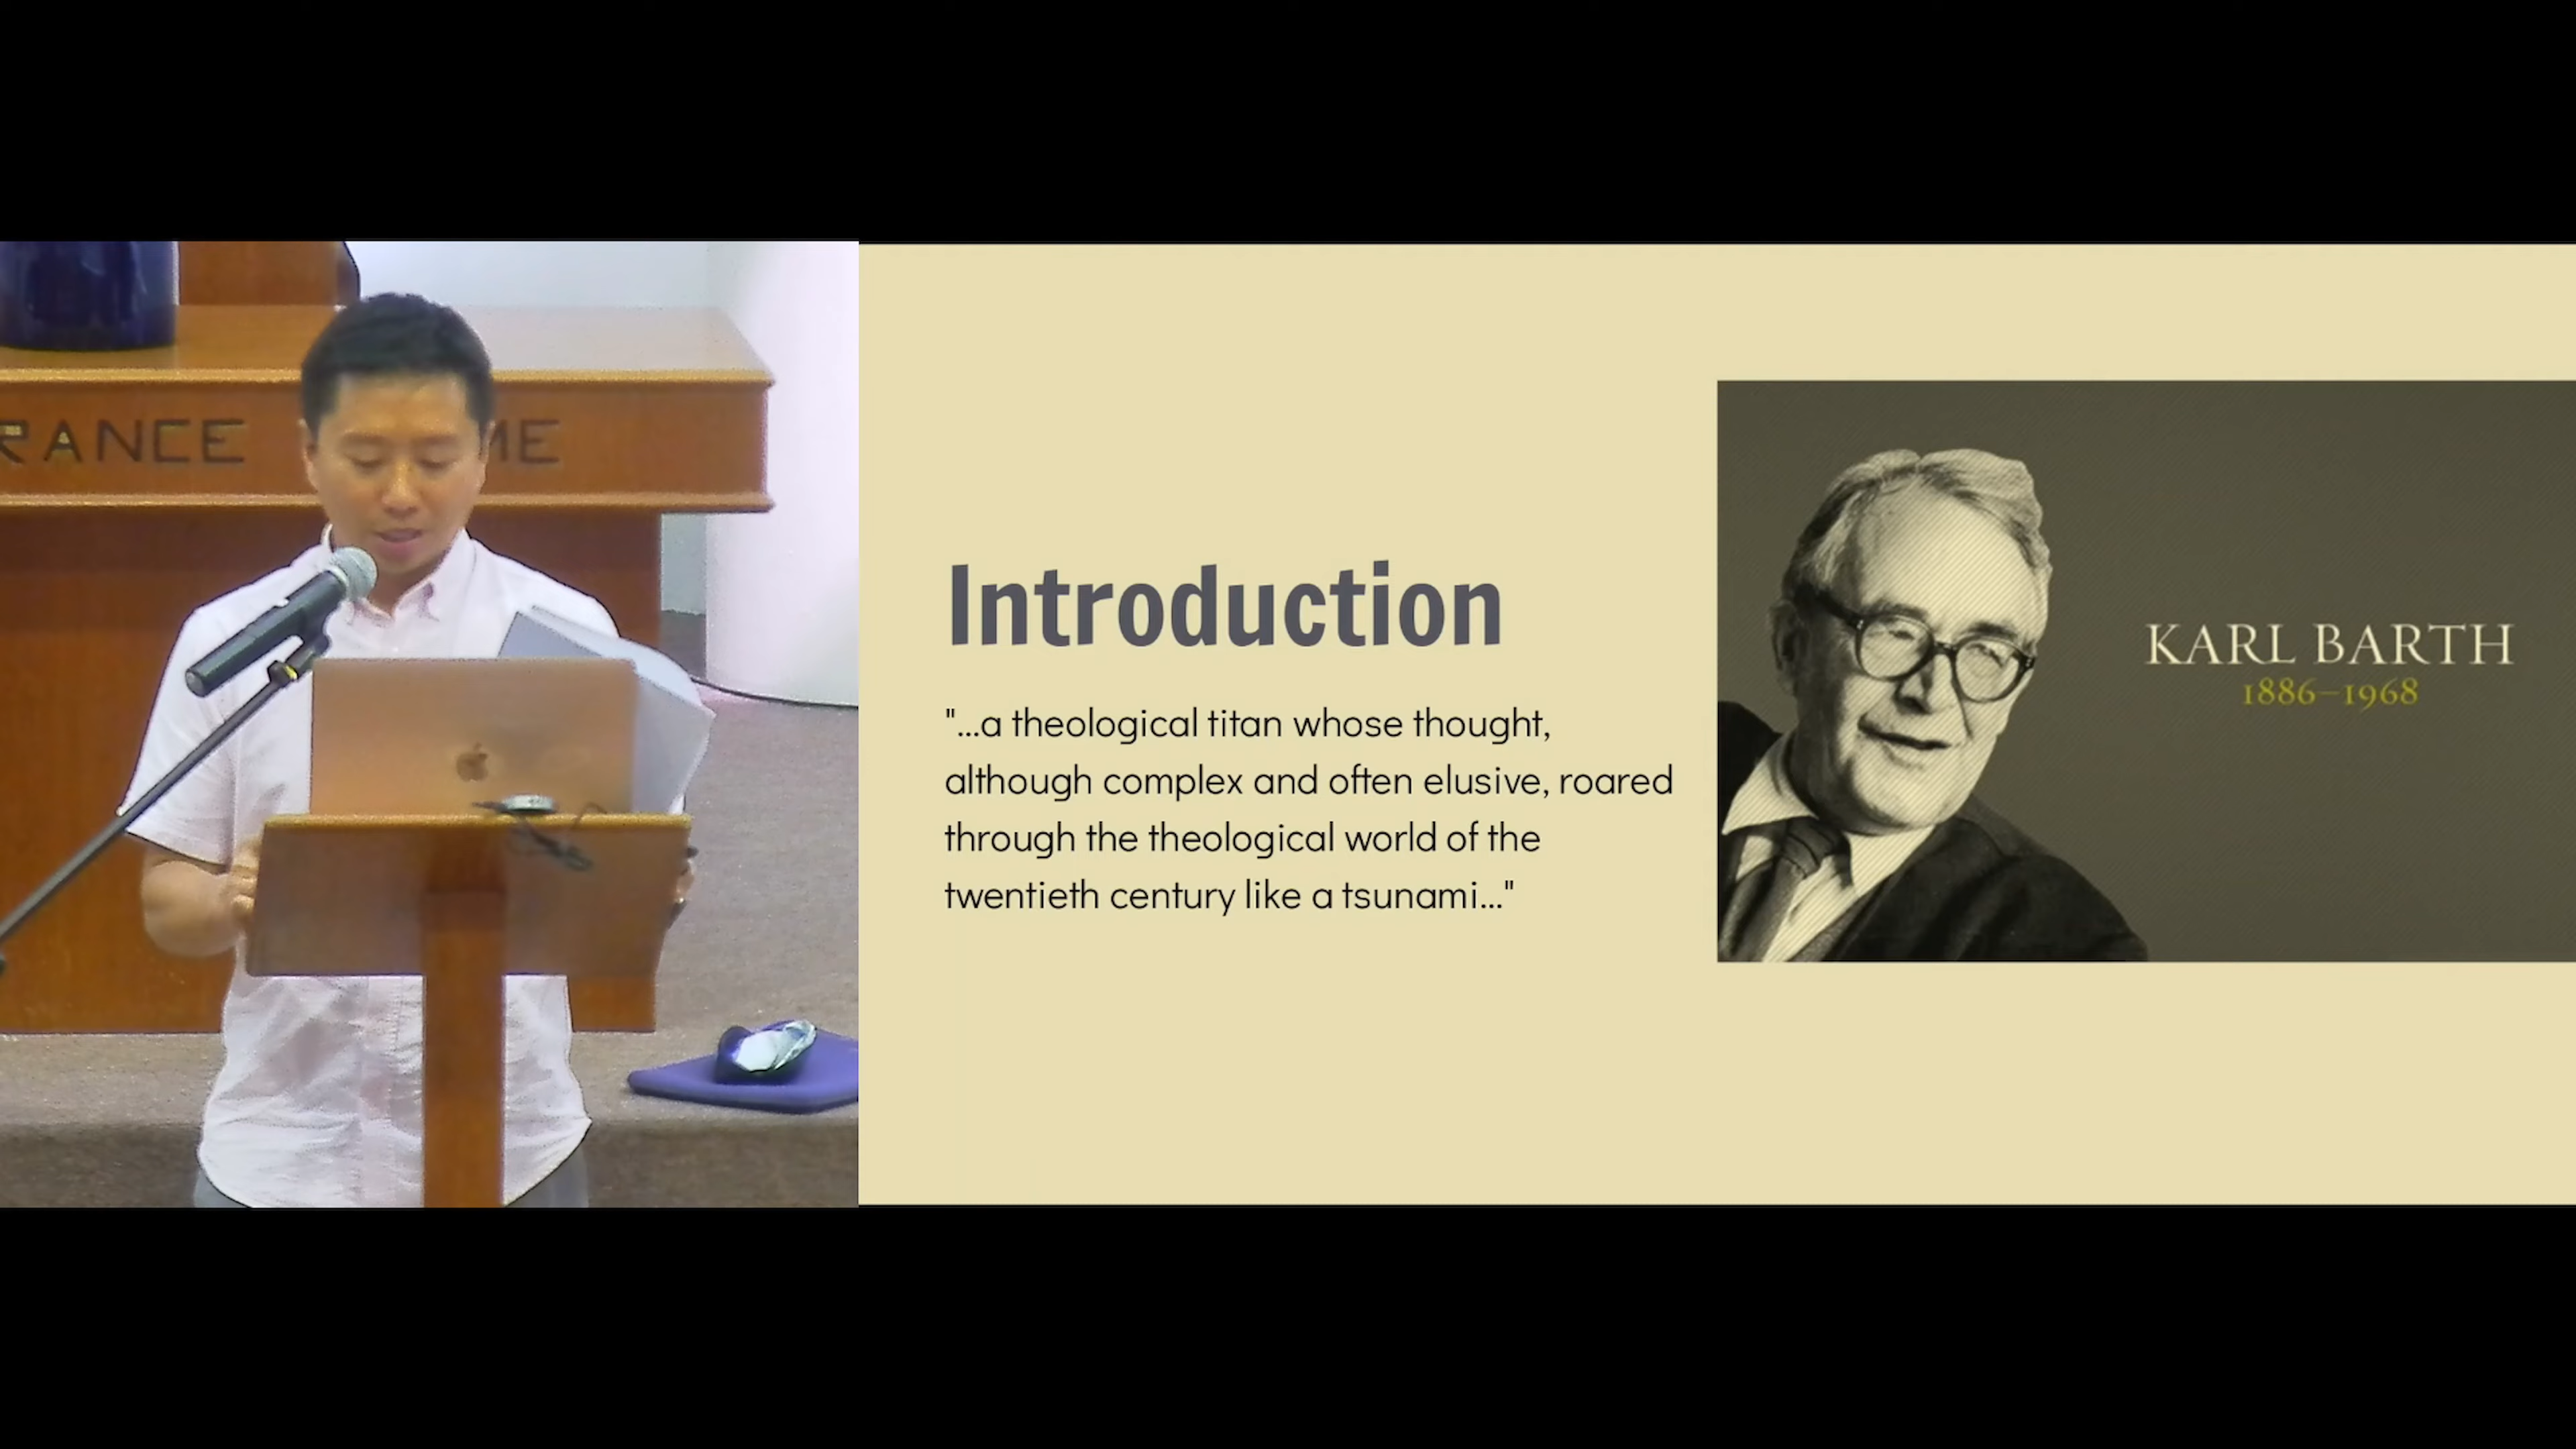 RANCE ME
Introduction
"...a theological titan whose thought,
although complex and often elusive, roared
through the theological world of the
twentieth century like a tsunami..."
KARL BARTH
1886–1968